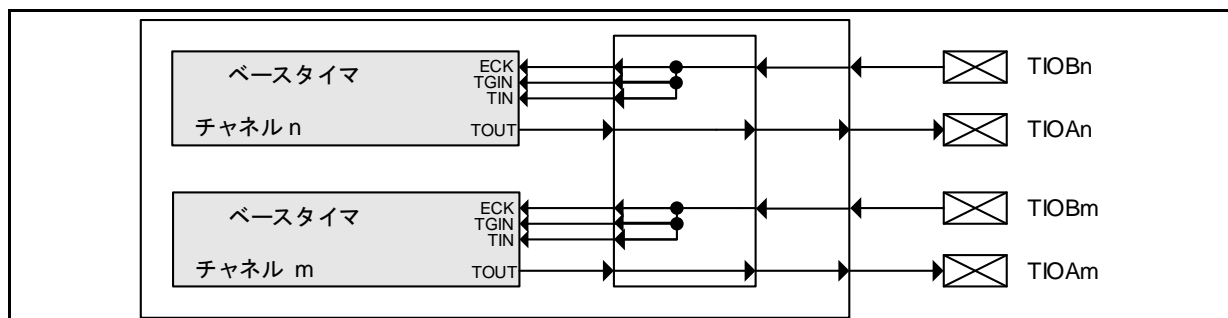 ベースタイマ
チャネル n
ECK
TGIN
TIN
TOUT
TIOBn
TIOAn
ベースタイマ
チャネル m
ECK
TGIN
TIN
TOUT
TIOBm
TIOAm